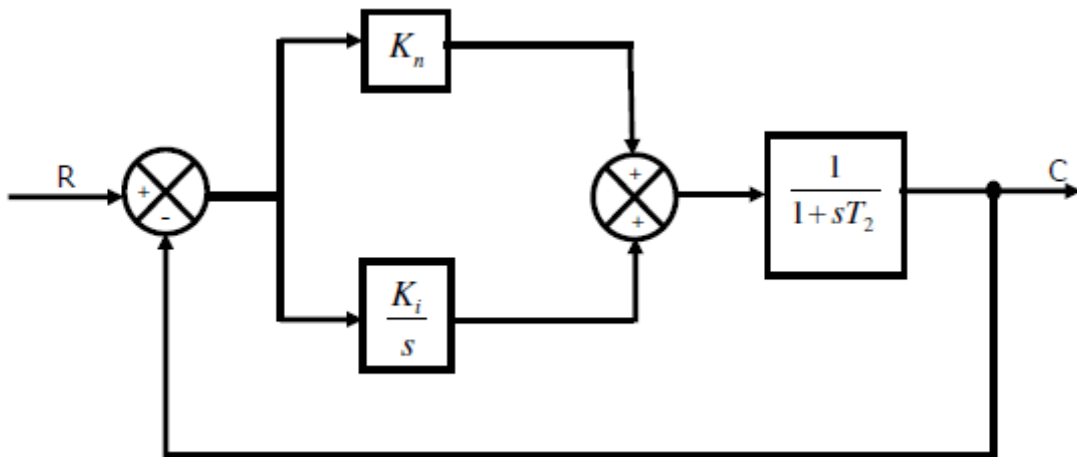 K_n
R
+
-
+
+
1
1 + sT_2
C
K_i
s